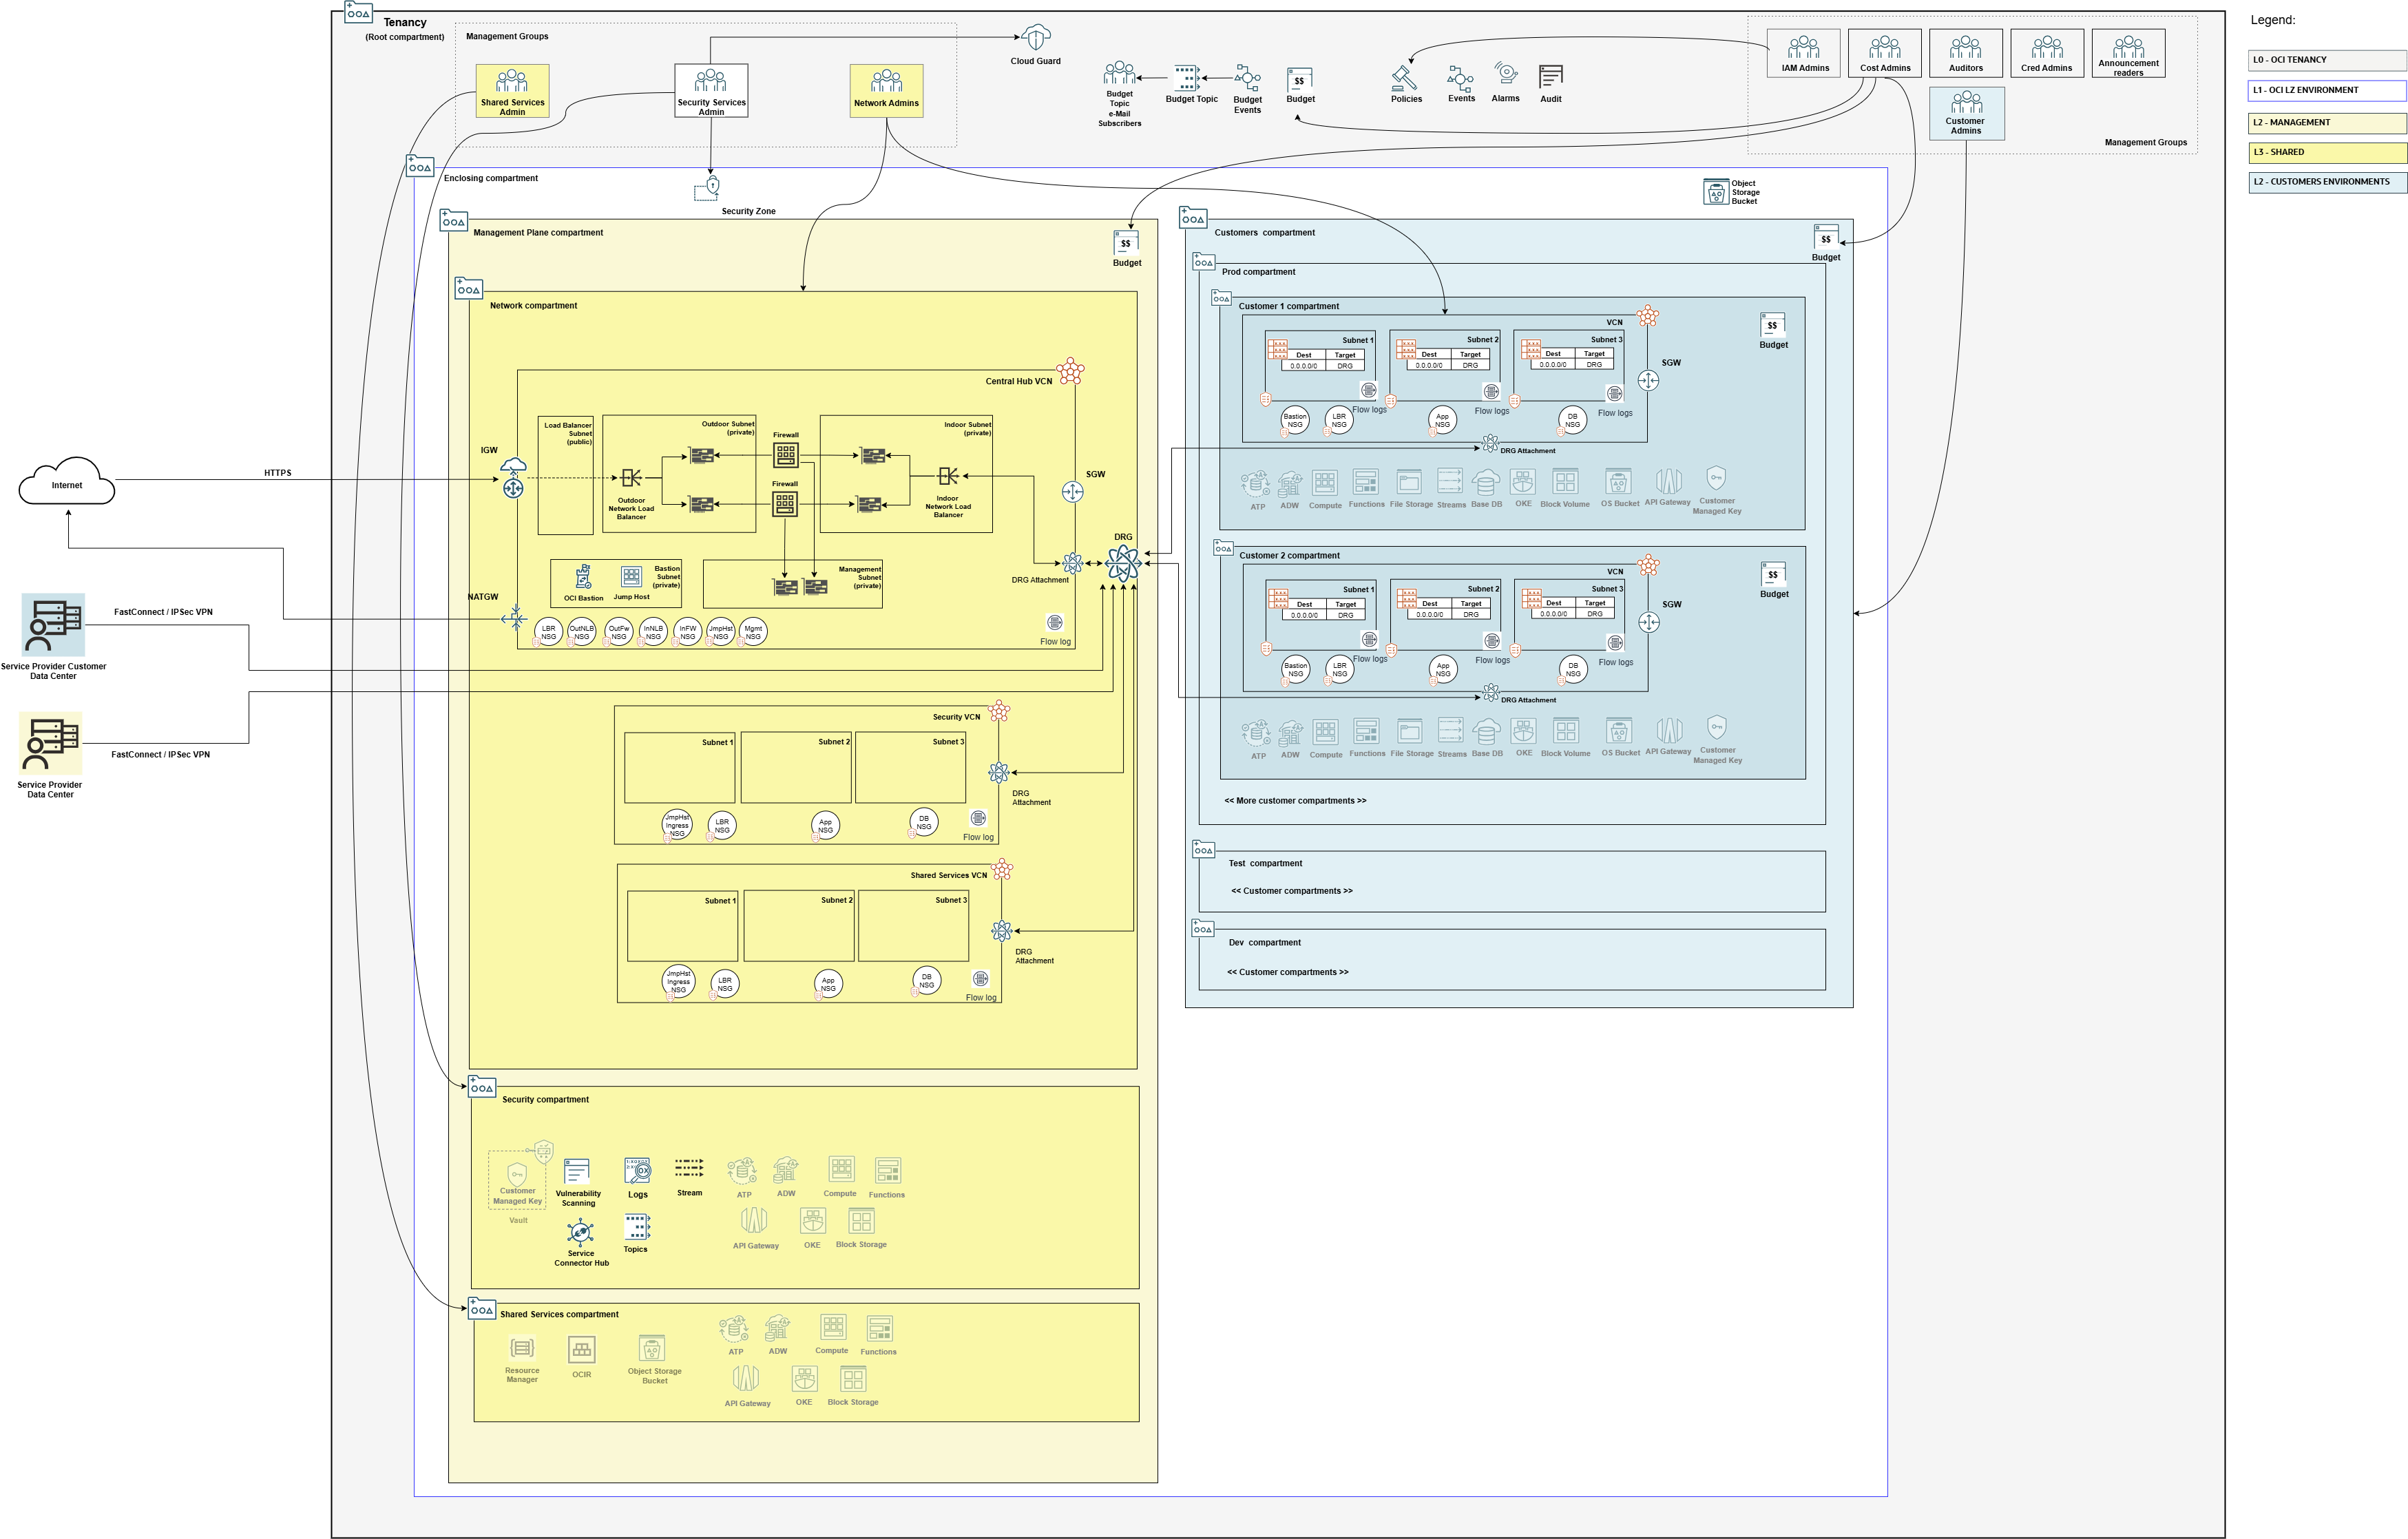 Tenancy
(Root compartment)
Management Groups
Shared Services
Admin
Security Services
Admin
Network Admins
Cloud Guard
Budget
Topic
e-Mail
Subscribers
Budget Topic
Budget
Events
$$
Budget
Policies
Events
Alarms
Audit
IAM Admins
Cost Admins
Auditors
Cred Admins
Announcement
readers
Customer
Admins
Management Groups
Legend:
L0 - OCI TENANCY
L1 - OCI LZ ENVIRONMENT
L2 - MANAGEMENT
L3 - SHARED
L2 - CUSTOMERS ENVIRONMENTS
Enclosing compartment
Security Zone
Object
Storage
Bucket
Management Plane compartment
$$
Budget
Network compartment
Central Hub VCN
IGW
Load Balancer
Subnet
(public)
Outdoor Subnet
(private)
Firewall
Firewall
Indoor Subnet
(private)
Outdoor
Network Load
Balancer
Indoor
Network Load
Balancer
SGW
DRG
DRG Attachment
Bastion
Subnet
(private)
OCI Bastion
Jump Host
Management
Subnet
(private)
NATGW
LBR
NSG
OutNLB
NSG
OutFw
NSG
InNLB
NSG
InFW
NSG
JmpHst
NSG
Mgmt
NSG
Flow log
Internet
HTTPS
FastConnect / IPSec VPN
Service Provider Customer
Data Center
FastConnect / IPSec VPN
Service Provider
Data Center
Security VCN
Subnet 1
Subnet 2
Subnet 3
DRG
Attachment
JmpHst
Ingress
NSG
LBR
NSG
App
NSG
DB
NSG
Flow log
Shared Services VCN
Subnet 1
Subnet 2
Subnet 3
DRG
Attachment
JmpHst
Ingress
NSG
LBR
NSG
App
NSG
DB
NSG
Flow log
Security compartment
Customer
Managed Key
Vault
Vulnerability
Scanning
Logs
Stream
ATP
ADW
Compute
Functions
Service
Connector Hub
Topics
API Gateway
OKE
Block Storage
Shared Services compartment
Resource
Manager
OCIR
Object Storage
Bucket
ATP
ADW
Compute
Functions
API Gateway
OKE
Block Storage
Customers compartment
$$
Budget
Prod compartment
Customer 1 compartment
VCN
$$
Budget
Subnet 1
Dest Target
0.0.0.0/0 DRG
Subnet 2
Dest Target
0.0.0.0/0 DRG
Subnet 3
Dest Target
0.0.0.0/0 DRG
SGW
Flow logs
Flow logs
Flow logs
Bastion
NSG
LBR
NSG
App
NSG
DB
NSG
DRG Attachment
ATP
ADW
Compute
Functions
File Storage
Streams
Base DB
OKE
Block Volume
OS Bucket
API Gateway
Customer
Managed Key
Customer 2 compartment
VCN
$$
Budget
Subnet 1
Dest Target
0.0.0.0/0 DRG
Subnet 2
Dest Target
0.0.0.0/0 DRG
Subnet 3
Dest Target
0.0.0.0/0 DRG
SGW
Flow logs
Flow logs
Flow logs
Bastion
NSG
LBR
NSG
App
NSG
DB
NSG
DRG Attachment
ATP
ADW
Compute
Functions
File Storage
Streams
Base DB
OKE
Block Volume
OS Bucket
API Gateway
Customer
Managed Key
<< More customer compartments >>
Test compartment
<< Customer compartments >>
Dev compartment
<< Customer compartments >>